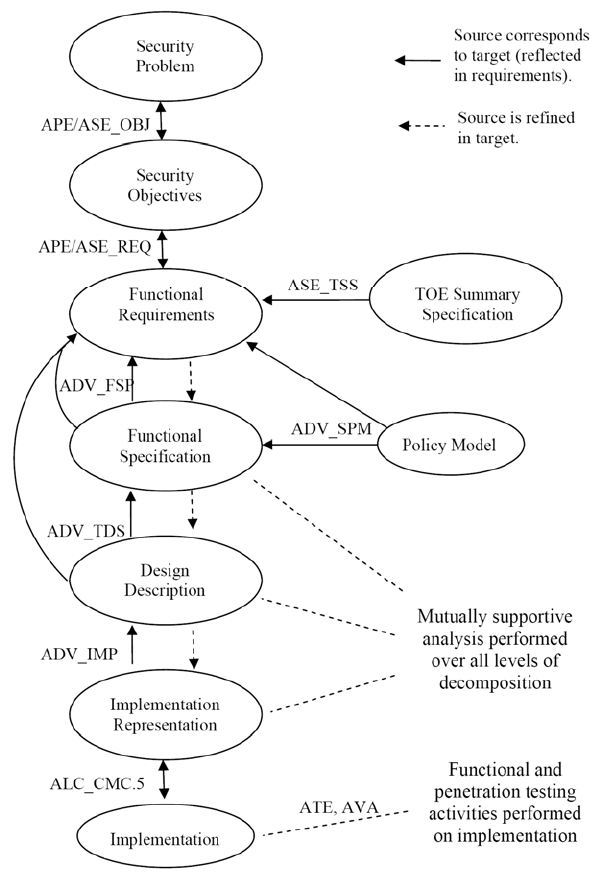 Security
Problem
Source corresponds
to target (reflected
in requirements).
APE/ASE_OBJ
Source is refined
in target.
Security
Objectives
APE/ASE_REQ
Functional
Requirements
ASE_TSS
TOE Summary
Specification
ADV_FSP
Functional
Specification
ADV_SPM
Policy Model
ADV_TDS
Design
Description
Mutually supportive
analysis performed
over all levels of
decomposition
ADV_IMP
Implementation
Representation
ALC_CMC.5
Functional and
penetration testing
activities performed
on implementation
ATE, AVA
Implementation